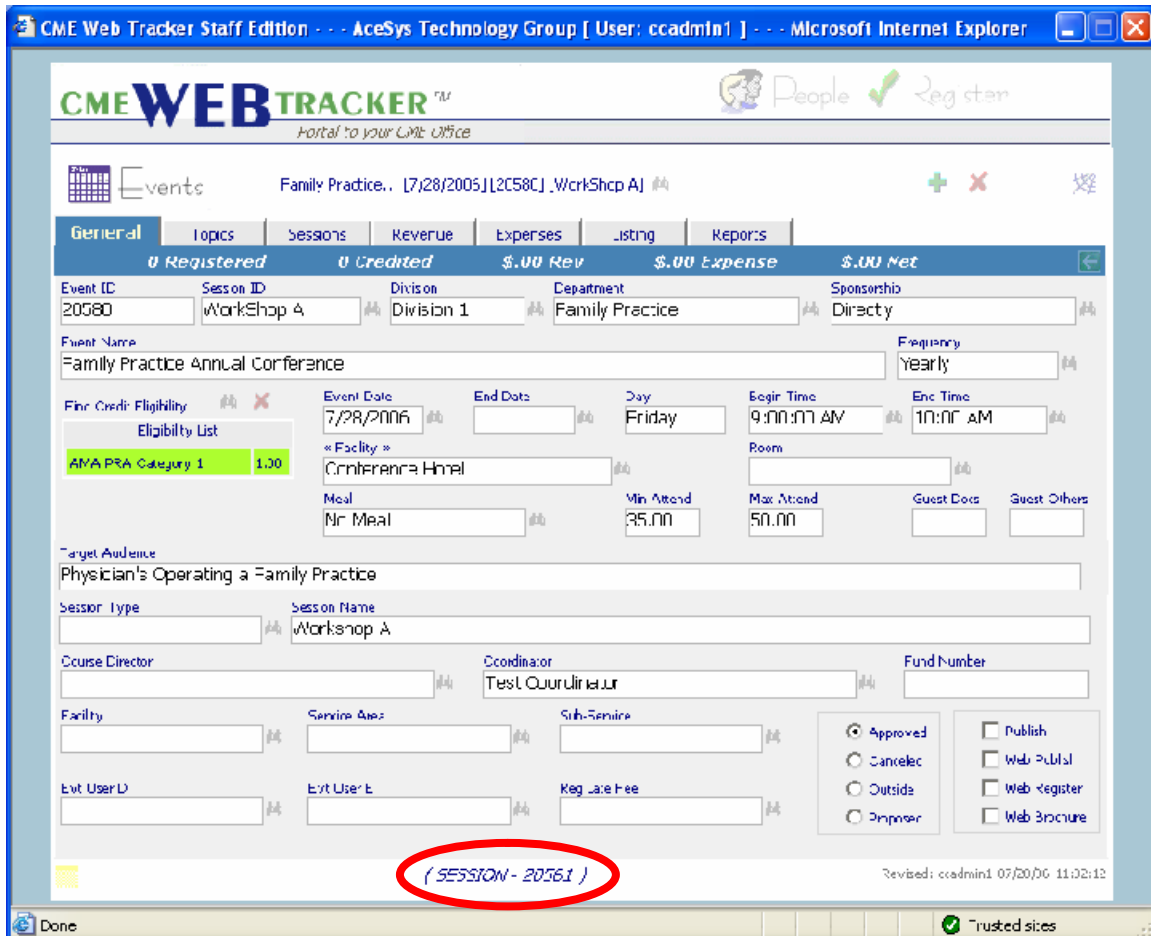 CME Web Tracker Staff Edition - - - AceSys Technology Group [ User: ccadmin1 ] - - - Microsoft Internet Explorer
CME WEB TRACKER TM People Register
Portal to your CME Office
Events Family Practice.. [7/28/2006] [20580] [WorkShop A]
General Topics Sessions Revenue Expenses Listing Reports
0 Registered 0 Credited $.00 Rev $.00 Expense $.00 Net
Event ID Session ID Division Department Sponsorship
20580 WorkShop A Division 1 Family Practice Directly
Event Name Frequency
Family Practice Annual Conference Yearly
Find Credit Eligibility Event Date End Date Day Begin Time End Time
Eligibility List 7/28/2006 Friday 9:00:00 AM 10:00 AM
AMA PRA Category 1 1.00 « Facility » Room
Conference Hotel
Meal Min Attend Max Attend Guest Docs Guest Others
No Meal 35.00 50.00
Target Audience
Physician's Operating a Family Practice
Session Type Session Name
Workshop A
Course Director Coordinator Fund Number
Test Coordinator
Facility Service Area Sub-Service
Approved Publish
Canceled Web Publish
Evt User D Evt User E Reg Late Fee Outside Web Register
Proposed Web Brochure
( SESSION - 20561 ) Revised: ccadmin1 07/20/06 11:02:12
Done Trusted sites